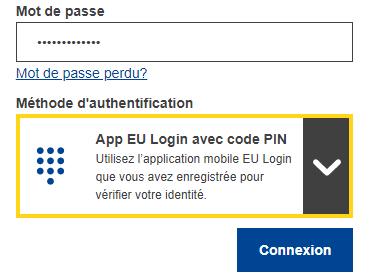 Mot de passe
•••••••••••••
Mot de passe perdu?
Méthode d'authentification
App EU Login avec code PIN
Utilisez l'application mobile EU Login
que vous avez enregistrée pour
vérifier votre identité.
Connexion